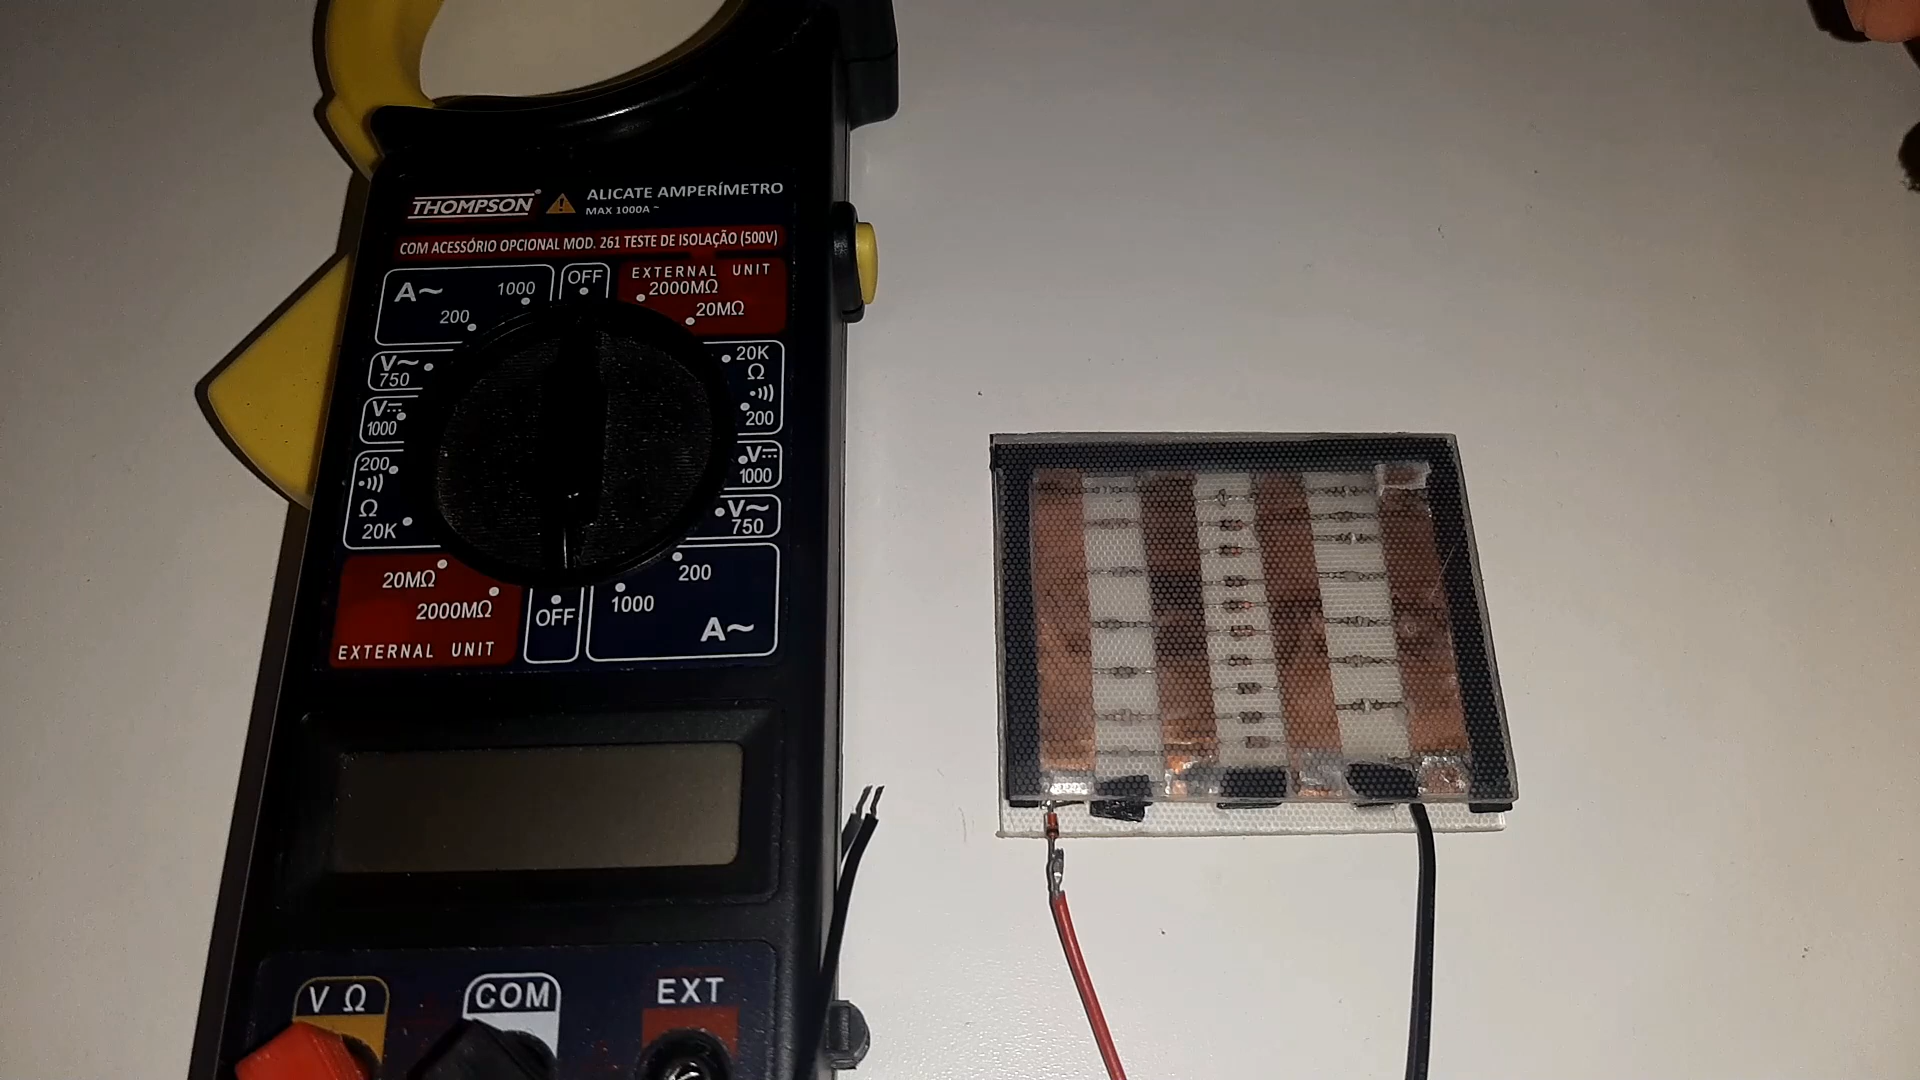 THOMPSON
ALICATE AMPERÍMETRO
MAX 1000A ~
COM ACESSÓRIO OPCIONAL MOD. 261 TESTE DE ISOLAÇÃO (500V)
A~
1000
200
OFF
EXTERNAL UNIT
2000MΩ
20MΩ
V~
750
V
1000
200
Ω
20K
20K
Ω
200
V
1000
V~
750
20MΩ
2000MΩ
EXTERNAL UNIT
OFF
200
1000
A~
V Ω
COM
EXT